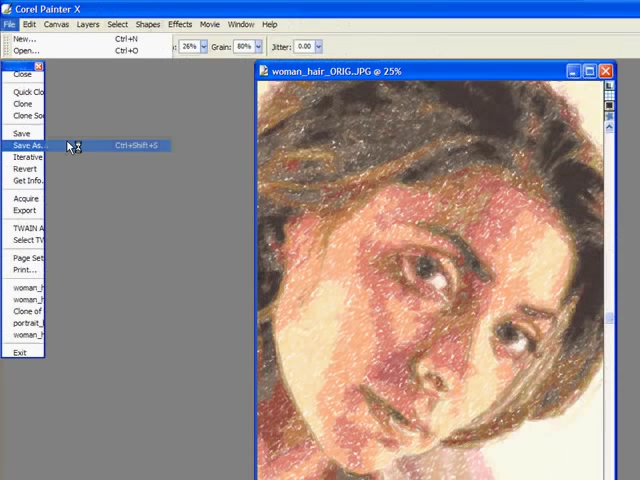 Corel Painter X
File Edit Canvas Layers Select Shapes Effects Movie Window Help
New... Ctrl+N
Open... Ctrl+O
26% Grain: 80% Jitter: 0.00
woman_hair_ORIG..JPG @ 25%
Close
Quick Clo
Clone
Clone So
Save
Save As... Ctrl+Shift+S
Iterative
Revert
Get Info.
Acquire
Export
TWAIN A
Select TW
Page Set
Print...
woman_h
woman_h
Clone of
portrait_
woman_h
Exit